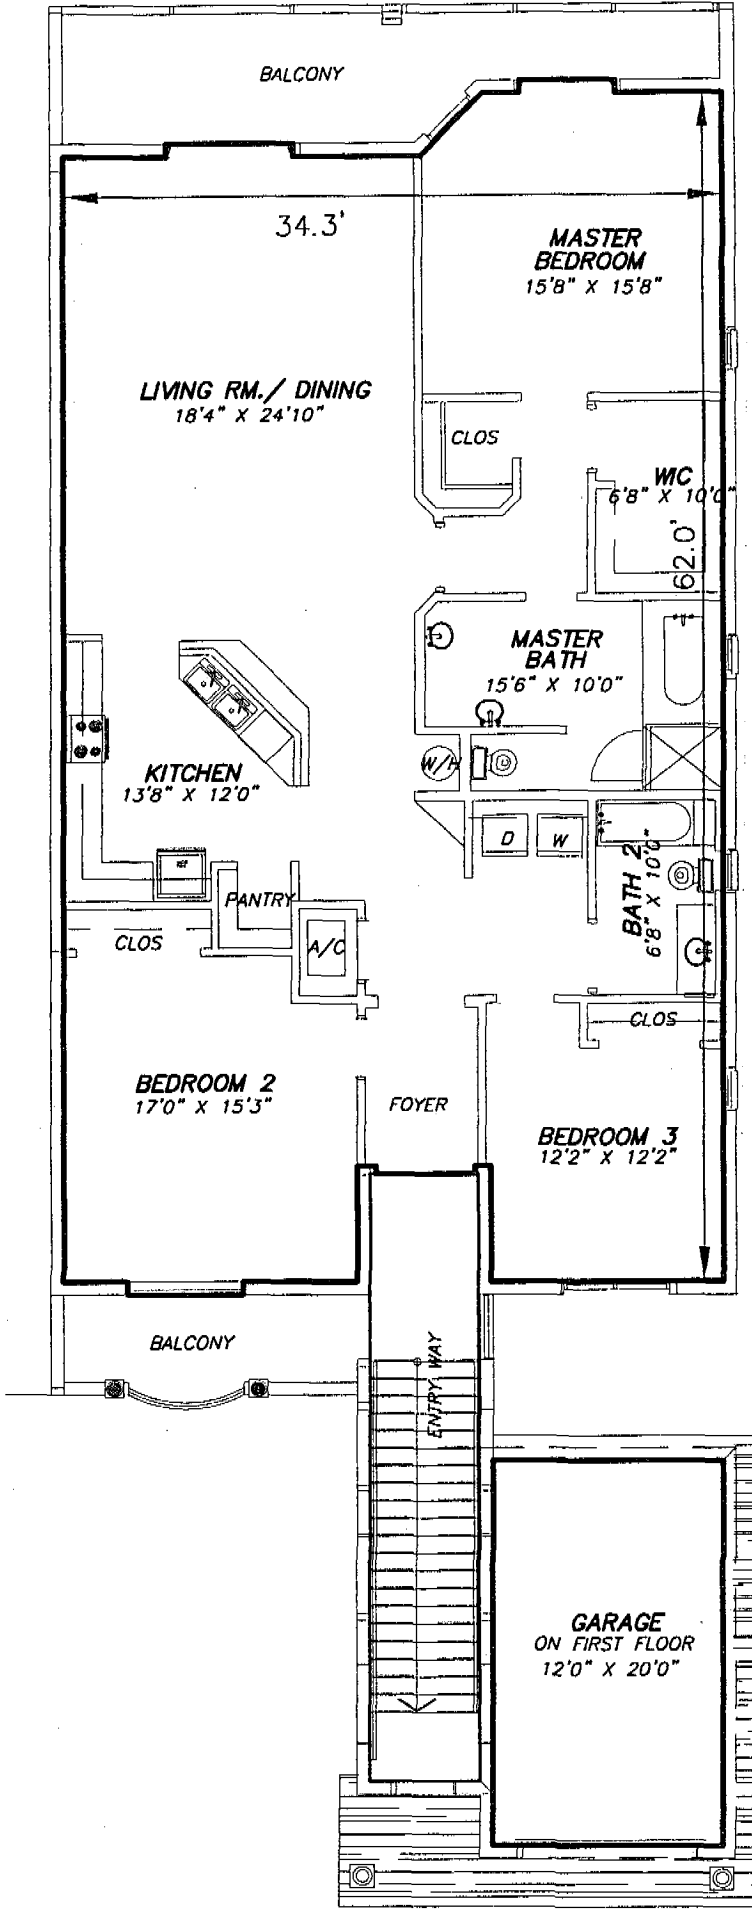 BALCONY
34.3'
MASTER
BEDROOM
15'8" X 15'8"
LIVING RM./ DINING
18'4" X 24'10"
CLOS
WIC
6'8" X 10'0"
62.0'
MASTER
BATH
15'6" X 10'0"
W/H
KITCHEN
13'8" X 12'0"
D
W
BATH 2
6'8" X 10'0"
REF
PANTRY
CLOS
A/C
CLOS
BEDROOM 2
17'0" X 15'3"
FOYER
BEDROOM 3
12'2" X 12'2"
BALCONY
ENTRY WAY
GARAGE
ON FIRST FLOOR
12'0" X 20'0"